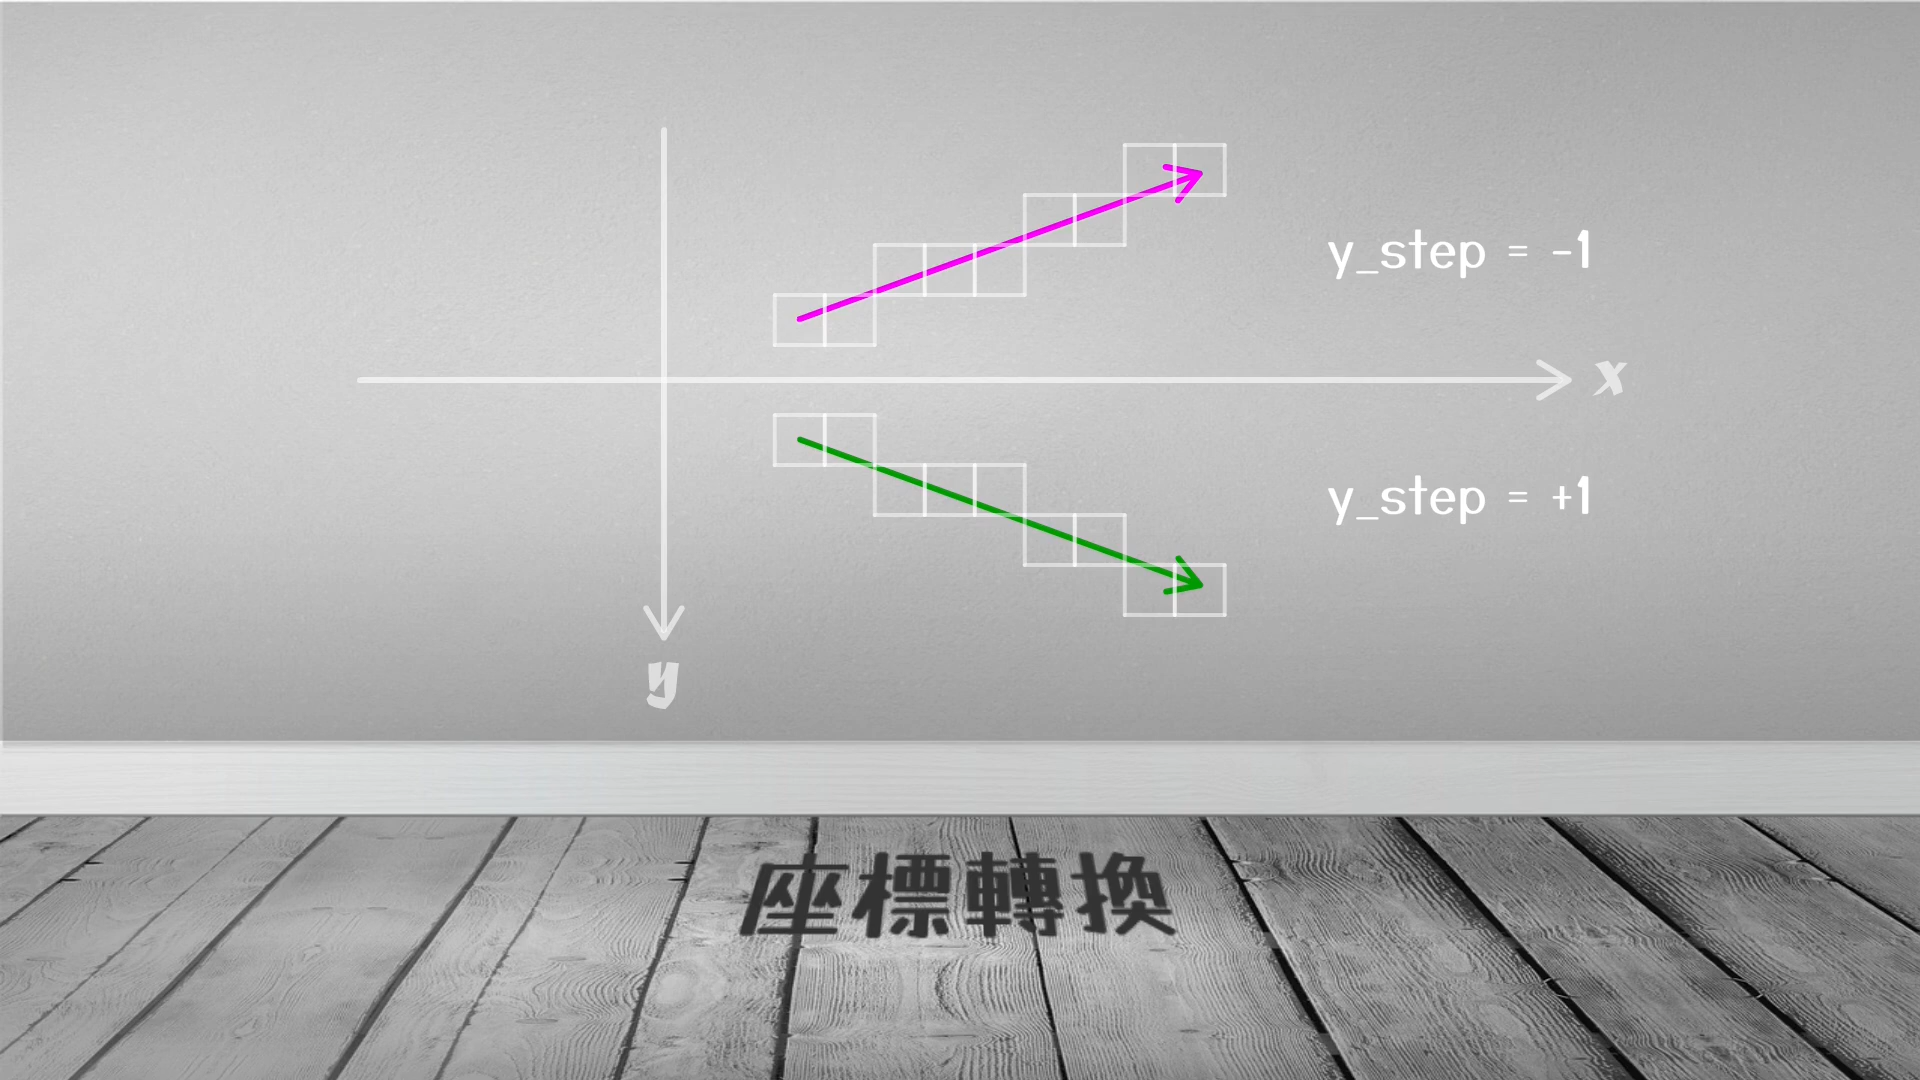 y_step = -1
x
y_step = +1
y
座標轉換